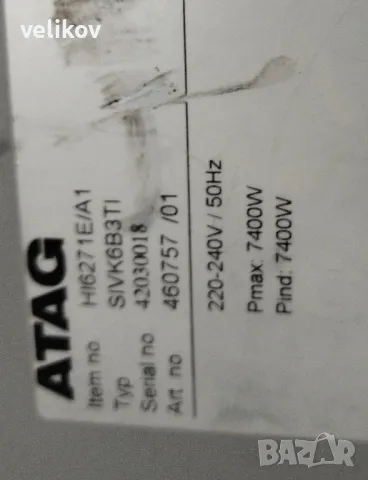 velikov
ATAG
Item no HI6271E/A1
Typ SIVK6B3TI
Serial no 42030018
Art. no 460757 /01
220-240V / 50Hz
Pmax: 7400W
Pind: 7400W
BAZAR
bg